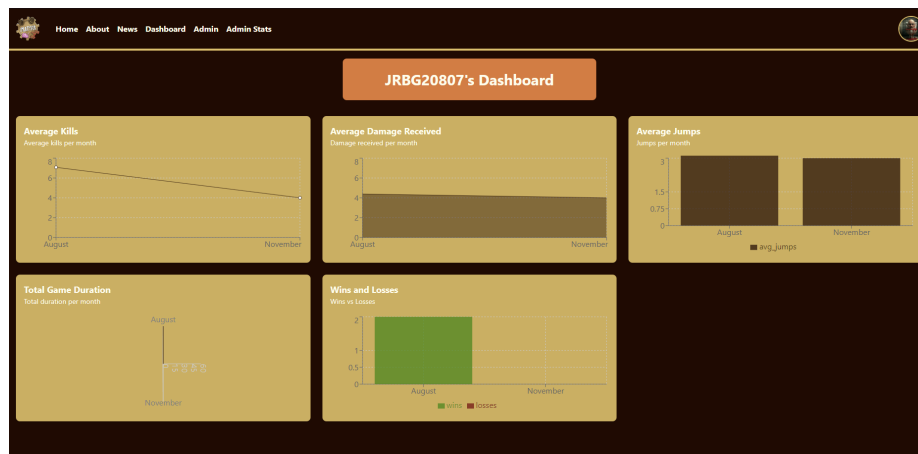 Home About News Dashboard Admin Admin Stats
JRBG20807's Dashboard
Average Kills
Average kills per month
8
6
4
2
0
August November
Average Damage Received
Damage received per month
8
6
4
2
0
August November
Average Jumps
Jumps per month
3
1.5
0.75
0
August November
avg_jumps
Total Game Duration
Total duration per month
August
November
Wins and Losses
Wins vs Losses
2
1
0.5
0
August November
wins losses